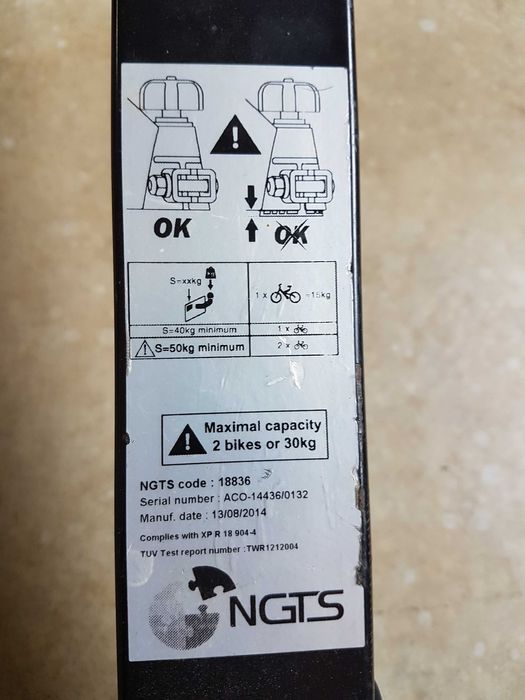 OK OK
S=xxkg
KG
1 x =15kg
S=40kg minimum 1 x
S=50kg minimum 2 x
Maximal capacity
2 bikes or 30kg
NGTS code : 18836
Serial number : ACO-14436/0132
Manuf. date : 13/08/2014
Complies with XP R 18 904-4
TUV Test report number :TWR1212004
NGTS